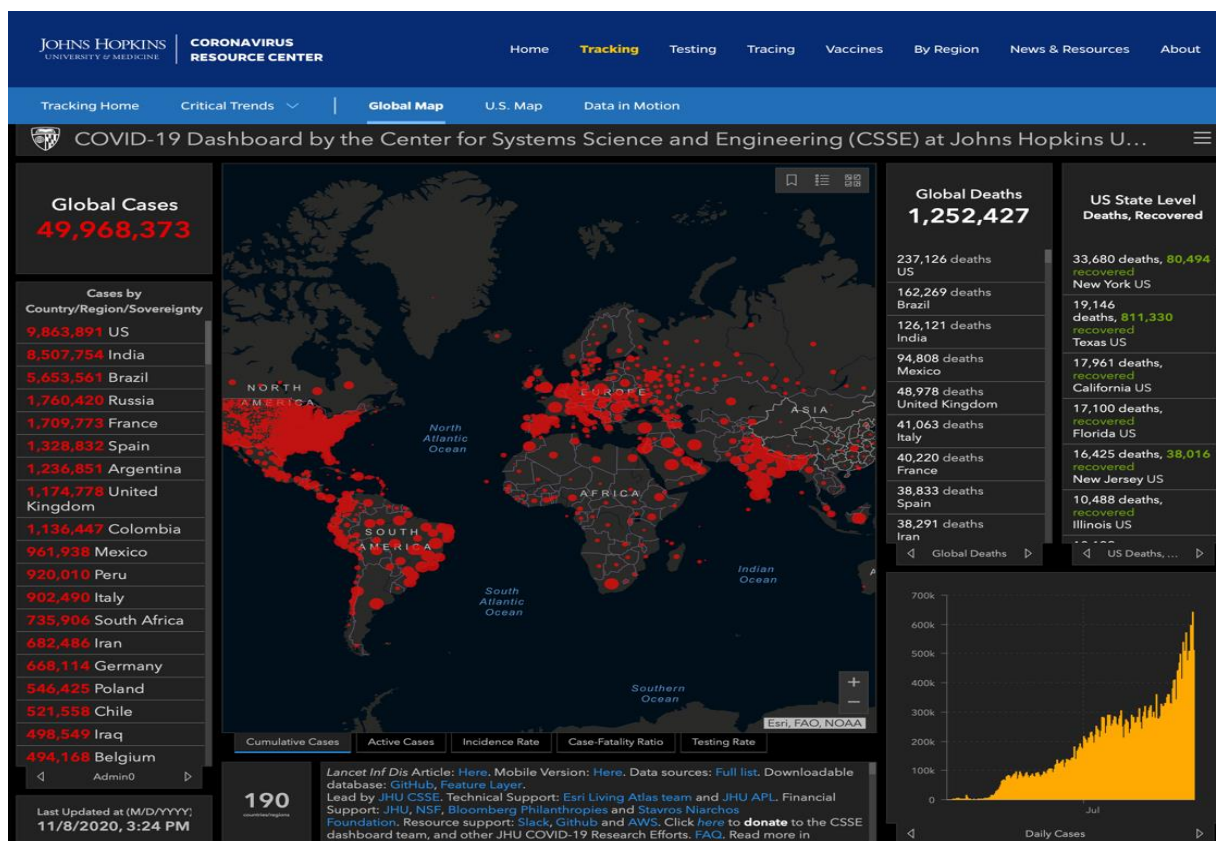 JOHNS HOPKINS
UNIVERSITY & MEDICINE
CORONAVIRUS
RESOURCE CENTER
Home
Tracking
Testing
Tracing
Vaccines
By Region
News & Resources
About
Tracking Home
Critical Trends
Global Map
U.S. Map
Data in Motion
COVID-19 Dashboard by the Center for Systems Science and Engineering (CSSE) at Johns Hopkins U...
Global Cases
49,968,373
Cases by
Country/Region/Sovereignty
9,863,891 US
8,507,754 India
5,653,561 Brazil
1,760,420 Russia
1,709,773 France
1,328,832 Spain
1,236,851 Argentina
1,174,778 United
Kingdom
1,136,447 Colombia
961,938 Mexico
920,010 Peru
902,490 Italy
735,906 South Africa
682,486 Iran
668,114 Germany
546,425 Poland
521,558 Chile
498,549 Iraq
494,168 Belgium
Admin0
Last Updated at (M/D/YYYY)
11/8/2020, 3:24 PM
NORTH
AMERICA
North
Atlantic
Ocean
EUROPE
ASIA
AFRICA
SOUTH
AMERICA
South
Atlantic
Ocean
Indian
Ocean
A
Southern
Ocean
+
−
Esri, FAO, NOAA
Cumulative Cases
Active Cases
Incidence Rate
Case-Fatality Ratio
Testing Rate
190
countries/regions
Lancet Inf Dis Article: Here. Mobile Version: Here. Data sources: Full list. Downloadable
database: GitHub, Feature Layer.
Lead by JHU CSSE. Technical Support: Esri Living Atlas team and JHU APL. Financial
Support: JHU, NSF, Bloomberg Philanthropies and Stavros Niarchos
Foundation. Resource support: Slack, Github and AWS. Click here to donate to the CSSE
dashboard team, and other JHU COVID-19 Research Efforts. FAQ. Read more in
Global Deaths
1,252,427
237,126 deaths
US
162,269 deaths
Brazil
126,121 deaths
India
94,808 deaths
Mexico
48,978 deaths
United Kingdom
41,063 deaths
Italy
40,220 deaths
France
38,833 deaths
Spain
38,291 deaths
Iran
Global Deaths
US State Level
Deaths, Recovered
33,680 deaths, 80,494
recovered
New York US
19,146
deaths, 811,330
recovered
Texas US
17,961 deaths,
recovered
California US
17,100 deaths,
recovered
Florida US
16,425 deaths, 38,016
recovered
New Jersey US
10,488 deaths,
recovered
Illinois US
US Deaths, ...
700k
600k
500k
400k
300k
200k
100k
0
Jul
Daily Cases